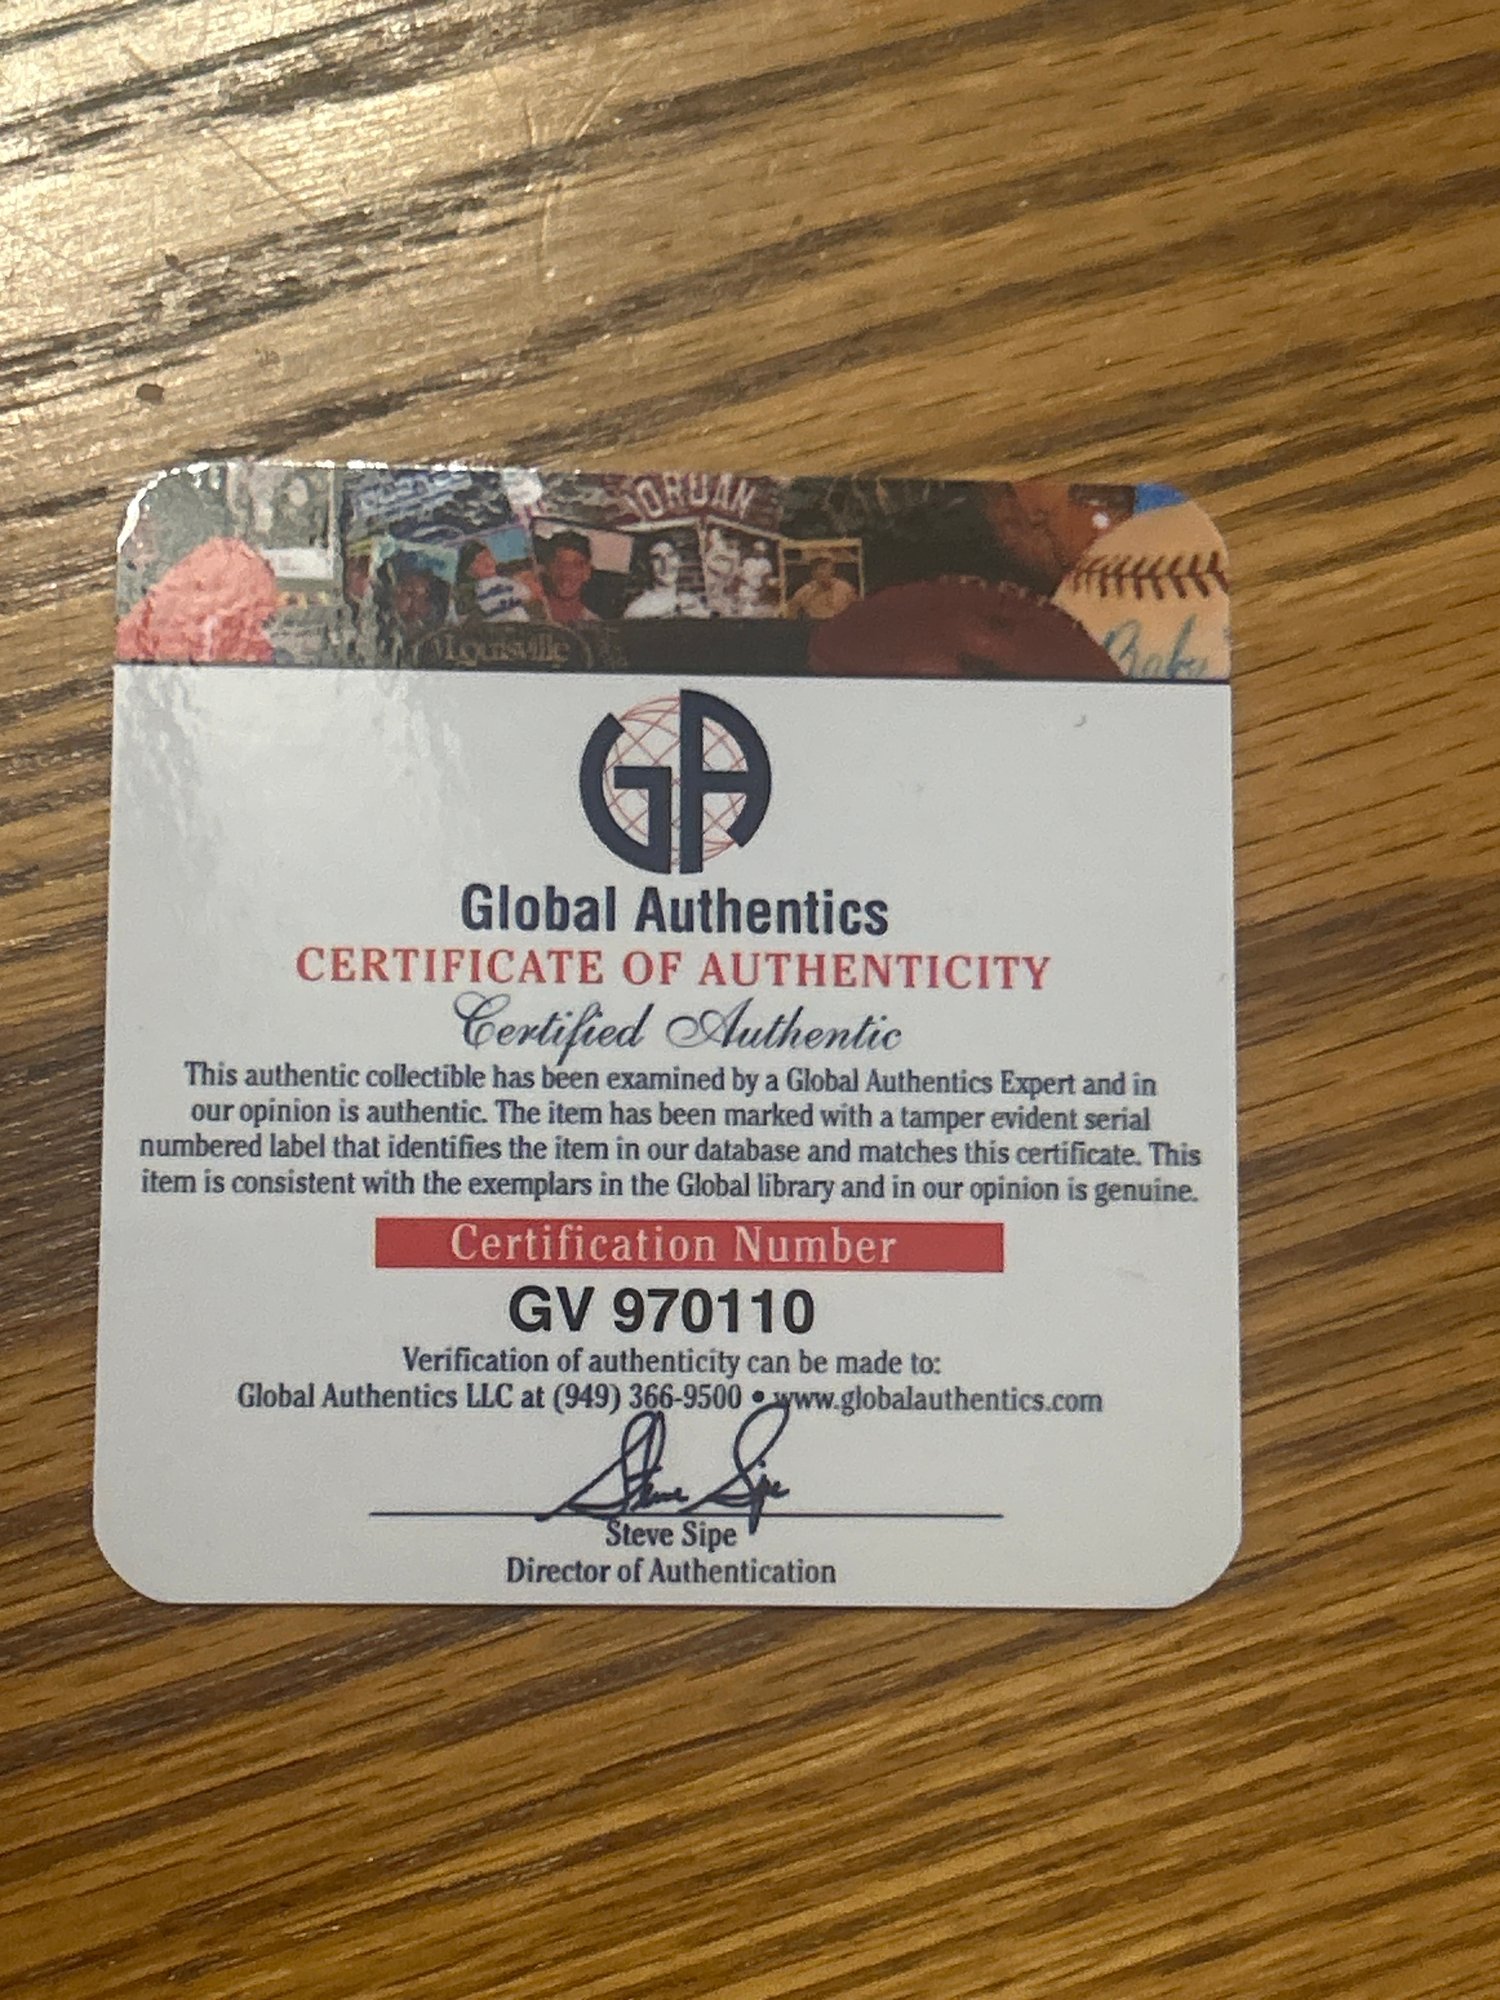 JORDAN
Louisville
Baby
GA
Global Authentics
CERTIFICATE OF AUTHENTICITY
Certified Authentic
This authentic collectible has been examined by a Global Authentics Expert and in
our opinion is authentic. The item has been marked with a tamper evident serial
numbered label that identifies the item in our database and matches this certificate. This
item is consistent with the exemplars in the Global library and in our opinion is genuine.
Certification Number
GV 970110
Verification of authenticity can be made to:
Global Authentics LLC at (949) 366-9500 • www.globalauthentics.com
Steve Sipe
Steve Sipe
Director of Authentication